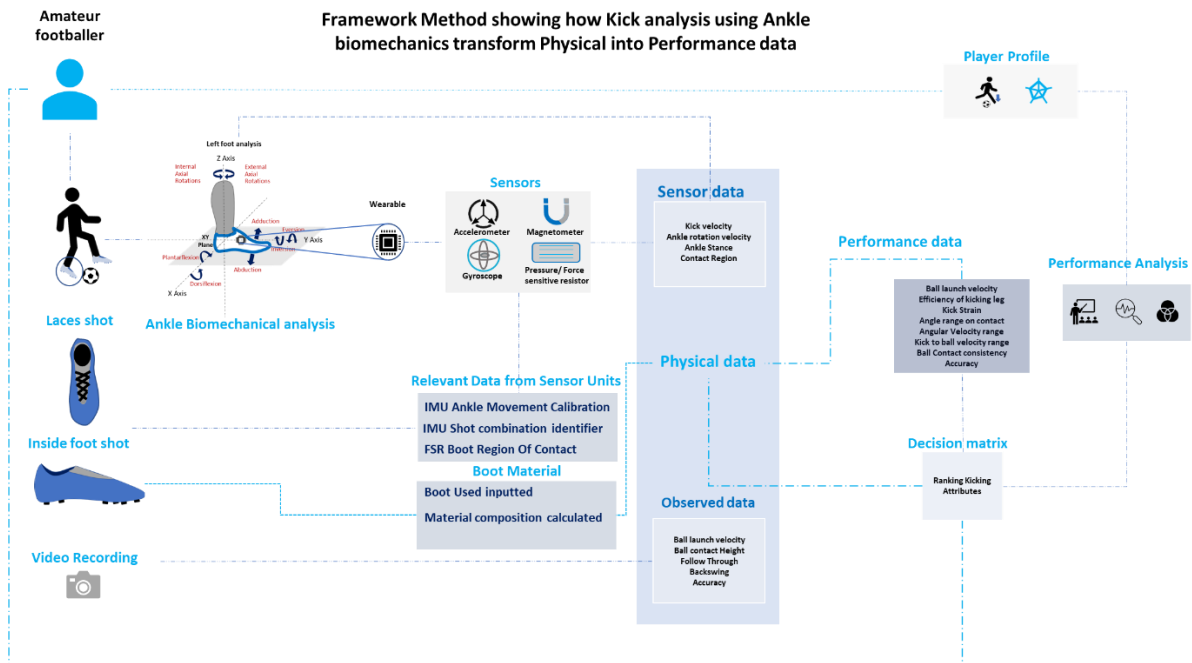 Amateur
footballer
Framework Method showing how Kick analysis using Ankle
biomechanics transform Physical into Performance data
Player Profile
Left foot analysis
Z Axis
Internal
Axial
Rotations
External
Axial
Rotations
Adduction
Eversion
Y Axis
Inversion
XY
Plane
Plantarflexion
Abduction
Dorsiflexion
X Axis
Ankle Biomechanical analysis
Wearable
Sensors
Accelerometer
Magnetometer
Gyroscope
Pressure/ Force
sensitive resistor
Sensor data
Kick velocity
Ankle rotation velocity
Ankle Stance
Contact Region
Performance data
Ball launch velocity
Efficiency of kicking leg
Kick Strain
Angle range on contact
Angular Velocity range
Kick to ball velocity range
Ball Contact consistency
Accuracy
Performance Analysis
Laces shot
Physical data
Relevant Data from Sensor Units
IMU Ankle Movement Calibration
IMU Shot combination identifier
FSR Boot Region Of Contact
Inside foot shot
Boot Material
Boot Used inputted
Material composition calculated
Decision matrix
Ranking Kicking
Attributes
Observed data
Ball launch velocity
Ball contact Height
Follow Through
Backswing
Accuracy
Video Recording